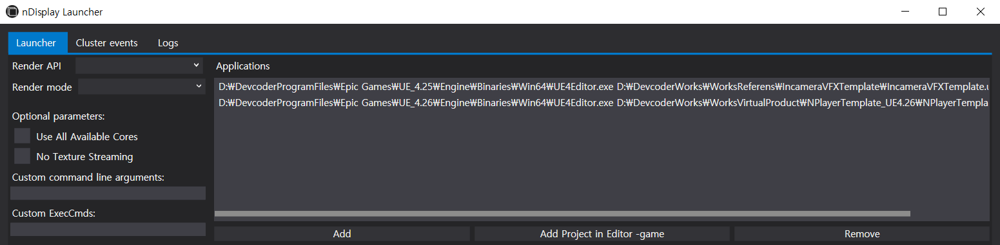 nDisplay Launcher
Launcher Cluster events Logs
Render API
Render mode
Optional parameters:
Use All Available Cores
No Texture Streaming
Custom command line arguments:
Custom ExecCmds:
Applications
D:₩DevcoderProgramFiles₩Epic Games₩UE_4.25₩Engine₩Binaries₩Win64₩UE4Editor.exe D:₩DevcoderWorks₩WorksReferens₩IncameraVFXTemplate₩IncameraVFXTemplate.u
D:₩DevcoderProgramFiles₩Epic Games₩UE_4.26₩Engine₩Binaries₩Win64₩UE4Editor.exe D:₩DevcoderWorks₩WorksVirtualProduct₩NPlayerTemplate_UE4.26₩NPlayerTempla
Add Add Project in Editor -game Remove